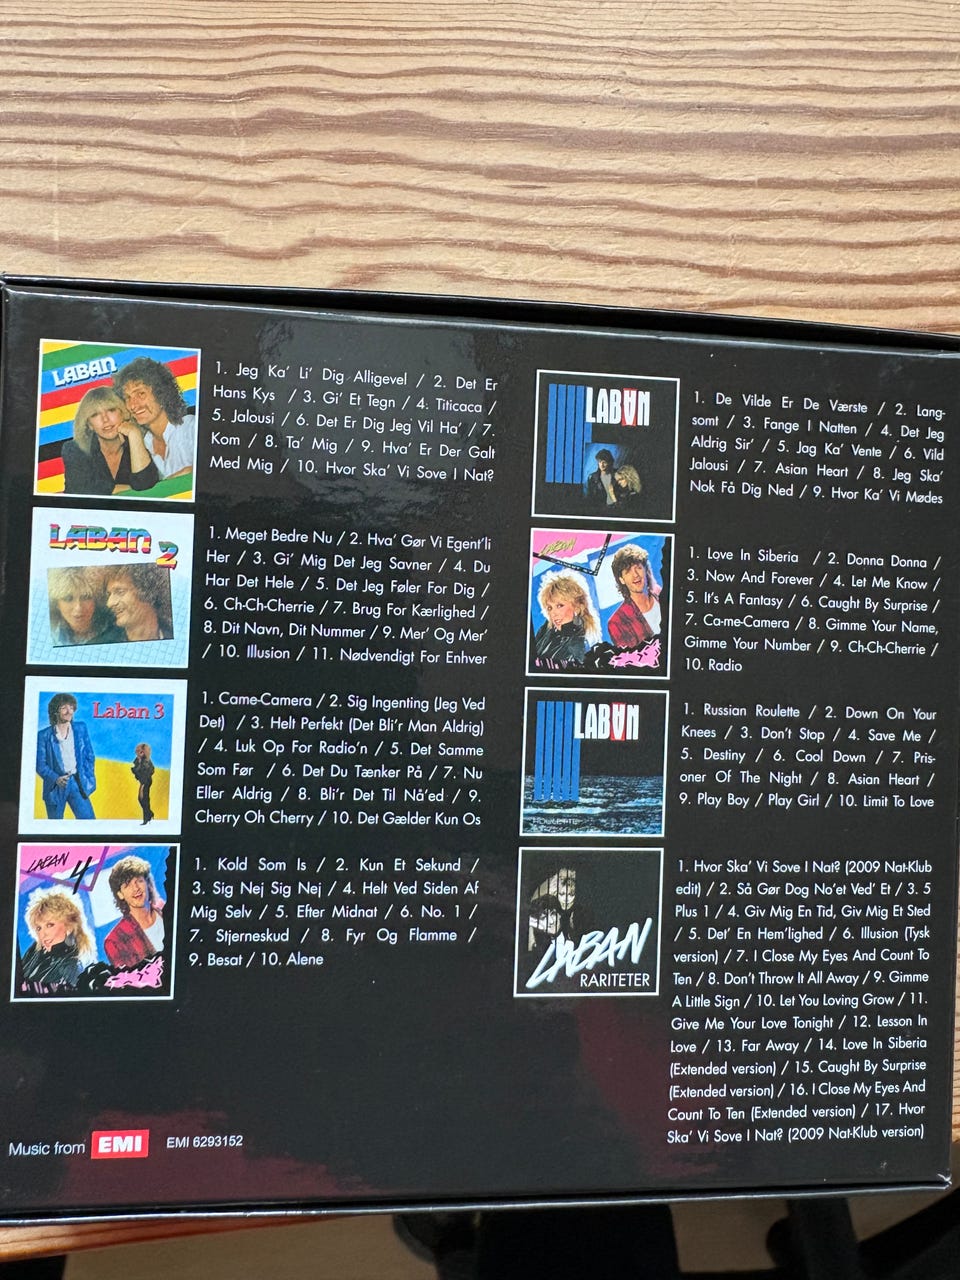 LABAN
1. Jeg Ka' Li' Dig Alligevel / 2. Det Er
Hans Kys / 3. Gi' Et Tegn / 4. Titicaca /
5. Jalousi / 6. Det Er Dig Jeg Vil Ha' / 7.
Kom / 8. Ta' Mig / 9. Hva' Er Der Galt
Med Mig / 10. Hvor Ska' Vi Sove I Nat?
LABAN 2
1. Meget Bedre Nu / 2. Hva' Gør Vi Egent'li
Her / 3. Gi' Mig Det Jeg Savner / 4. Du
Har Det Hele / 5. Det Jeg Føler For Dig /
6. Ch-Ch-Cherrie / 7. Brug For Kærlighed /
8. Dit Navn, Dit Nummer / 9. Mer' Og Mer'
/ 10. Illusion / 11. Nødvendigt For Enhver
Laban 3
1. Came-Camera / 2. Sig Ingenting (Jeg Ved
Det) / 3. Helt Perfekt (Det Bli'r Man Aldrig)
/ 4. Luk Op For Radio'n / 5. Det Samme
Som Før / 6. Det Du Tænker På / 7. Nu
Eller Aldrig / 8. Bli'r Det Til Nå'ed / 9.
Cherry Oh Cherry / 10. Det Gælder Kun Os
LABAN 4
1. Kold Som Is / 2. Kun Et Sekund /
3. Sig Nej Sig Nej / 4. Helt Ved Siden Af
Mig Selv / 5. Efter Midnat / 6. No. 1 /
7. Stjerneskud / 8. Fyr Og Flamme /
9. Besat / 10. Alene
Music from EMI EMI 6293152
LABAN
1. De Vilde Er De Værste / 2. Lang-
somt / 3. Fange I Natten / 4. Det Jeg
Aldrig Sir' / 5. Jag Ka' Vente / 6. Vild
Jalousi / 7. Asian Heart / 8. Jeg Ska'
Nok Få Dig Ned / 9. Hvor Ka' Vi Mødes
LABAN
1. Love In Siberia / 2. Donna Donna /
3. Now And Forever / 4. Let Me Know /
5. It's A Fantasy / 6. Caught By Surprise /
7. Ca-me-Camera / 8. Gimme Your Name,
Gimme Your Number / 9. Ch-Ch-Cherrie /
10. Radio
LABAN
ROULETTE
1. Russian Roulette / 2. Down On Your
Knees / 3. Don't Stop / 4. Save Me /
5. Destiny / 6. Cool Down / 7. Pris-
oner Of The Night / 8. Asian Heart /
9. Play Boy / Play Girl / 10. Limit To Love
LABAN
RARITETER
1. Hvor Ska' Vi Sove I Nat? (2009 Nat-Klub
edit) / 2. Så Gør Dog No'et Ved' Et / 3. 5
Plus 1 / 4. Giv Mig En Tid, Giv Mig Et Sted
/ 5. Det' En Hem'lighed / 6. Illusion (Tysk
version) / 7. I Close My Eyes And Count To
Ten / 8. Don't Throw It All Away / 9. Gimme
A Little Sign / 10. Let You Loving Grow / 11.
Give Me Your Love Tonight / 12. Lesson In
Love / 13. Far Away / 14. Love In Siberia
(Extended version) / 15. Caught By Surprise
(Extended version) / 16. I Close My Eyes And
Count To Ten (Extended version) / 17. Hvor
Ska' Vi Sove I Nat? (2009 Nat-Klub version)